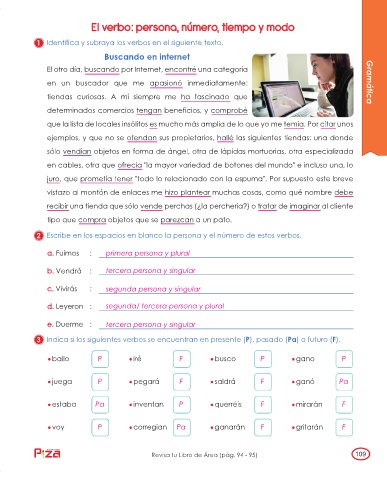 El verbo: persona, número, tiempo y modo
1 Identifica y subraya los verbos en el siguiente texto.
Buscando en internet
El otro día, buscando por Internet, encontré una categoría
en un buscador que me apasionó inmediatamente:
tiendas curiosas. A mí siempre me ha fascinado que
determinados comercios tengan beneficios, y comprobé
que la lista de locales insólitos es mucho más amplia de lo que yo me temía. Por citar unos
ejemplos, y que no se ofendan sus propietarios, hallé las siguientes tiendas: una donde
sólo vendían objetos en forma de ángel, otra de lápidas mortuorias, otra especializada
en cables, otra que ofrecía "la mayor variedad de botones del mundo" e incluso una, lo
juro, que prometía tener "todo lo relacionado con la espuma". Por supuesto este breve
vistazo al montón de enlaces me hizo plantear muchas cosas, como qué nombre debe
recibir una tienda que sólo vende perchas (¿la perchería?) o tratar de imaginar al cliente
tipo que compra objetos que se parezcan a un pato.
Gramática
2 Escribe en los espacios en blanco la persona y el número de estos verbos.
a. Fuimos : primera persona y plural
b. Vendrá : tercera persona y singular
c. Vivirás : segunda persona y singular
d. Leyeron : segunda/ tercera persona y plural
e. Duerme : tercera persona y singular
3 Indica si los siguientes verbos se encuentran en presente (P), pasado (Pa) o futuro (F).
• bailo P • iré F • busco P • gano P
• juega P • pegará F • saldrá F • ganó Pa
• estaba Pa • inventan P • querréis F • mirarán F
• voy P • corregían Pa • ganarán F • gritarán F
Pizza
Revisa tu Libro de Área (pág. 94 - 95)
109